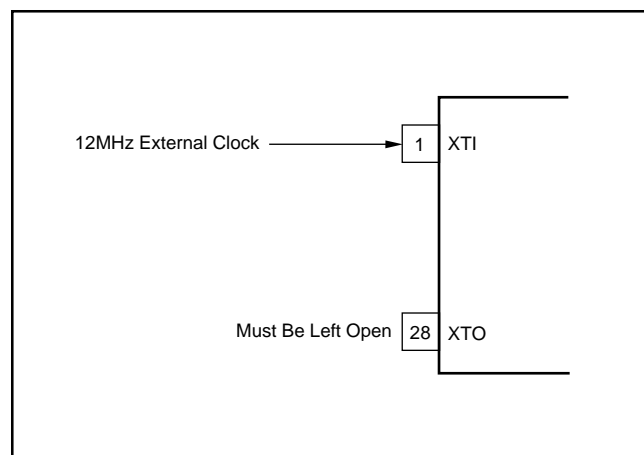 12MHz External Clock
1
XTI
Must Be Left Open
28
XTO